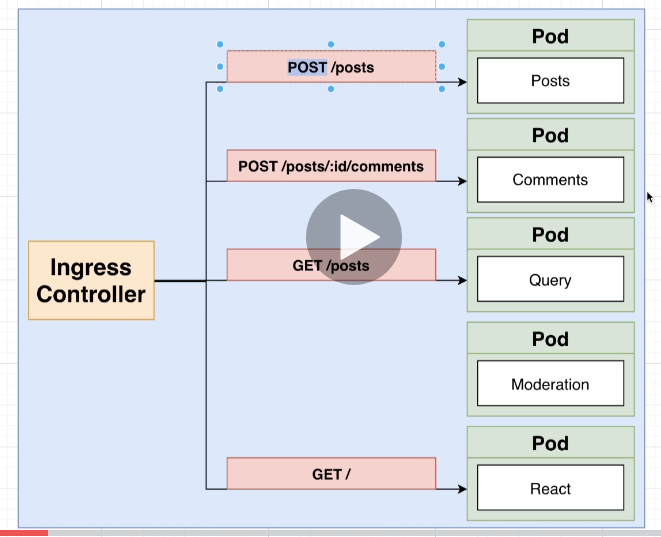 Pod
POST /posts
Posts
Pod
POST /posts/:id/comments
Comments
Pod
GET /posts
Query
Ingress
Controller
Pod
Moderation
Pod
GET /
React